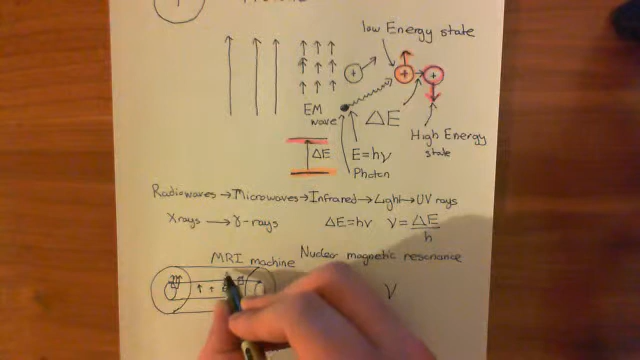 low Energy state
EM
wave
ΔE
High Energy
state
ΔE
E=hν
Photon
Radiowaves → Microwaves → Infrared → Light → UV rays
Xrays → γ-rays ΔE=hν ν= ΔE
h
MRI machine Nuclear magnetic resonance
ν